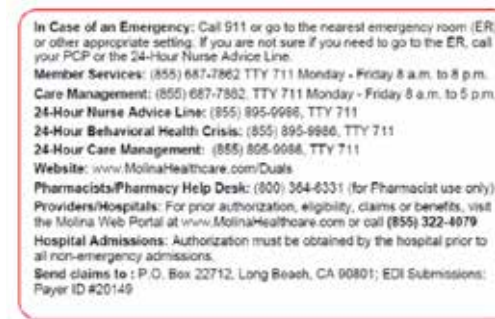 In Case of an Emergency: Call 911 or go to the nearest emergency room (ER)
or other appropriate setting. If you are not sure if you need to go to the ER, call
your PCP or the 24-Hour Nurse Advice Line.
Member Services: (855) 687-7862 TTY 711 Monday - Friday 8 a.m. to 8 p.m.
Care Management: (855) 687-7862, TTY 711 Monday - Friday 8 a.m. to 5 p.m.
24-Hour Nurse Advice Line: (855) 895-9986, TTY 711
24-Hour Behavioral Health Crisis: (855) 895-9986, TTY 711
24-Hour Care Management: (855) 895-9986, TTY 711
Website: www.MolinaHealthcare.com/Duals
Pharmacists/Pharmacy Help Desk: (800) 364-6331 (for Pharmacist use only)
Providers/Hospitals: For prior authorization, eligibility, claims or benefits, visit
the Molina Web Portal at www.MolinaHealthcare.com or call (855) 322-4079
Hospital Admissions: Authorization must be obtained by the hospital prior to
all non-emergency admissions.
Send claims to : P.O. Box 22712, Long Beach, CA 90801; EDI Submissions:
Payer ID #20149